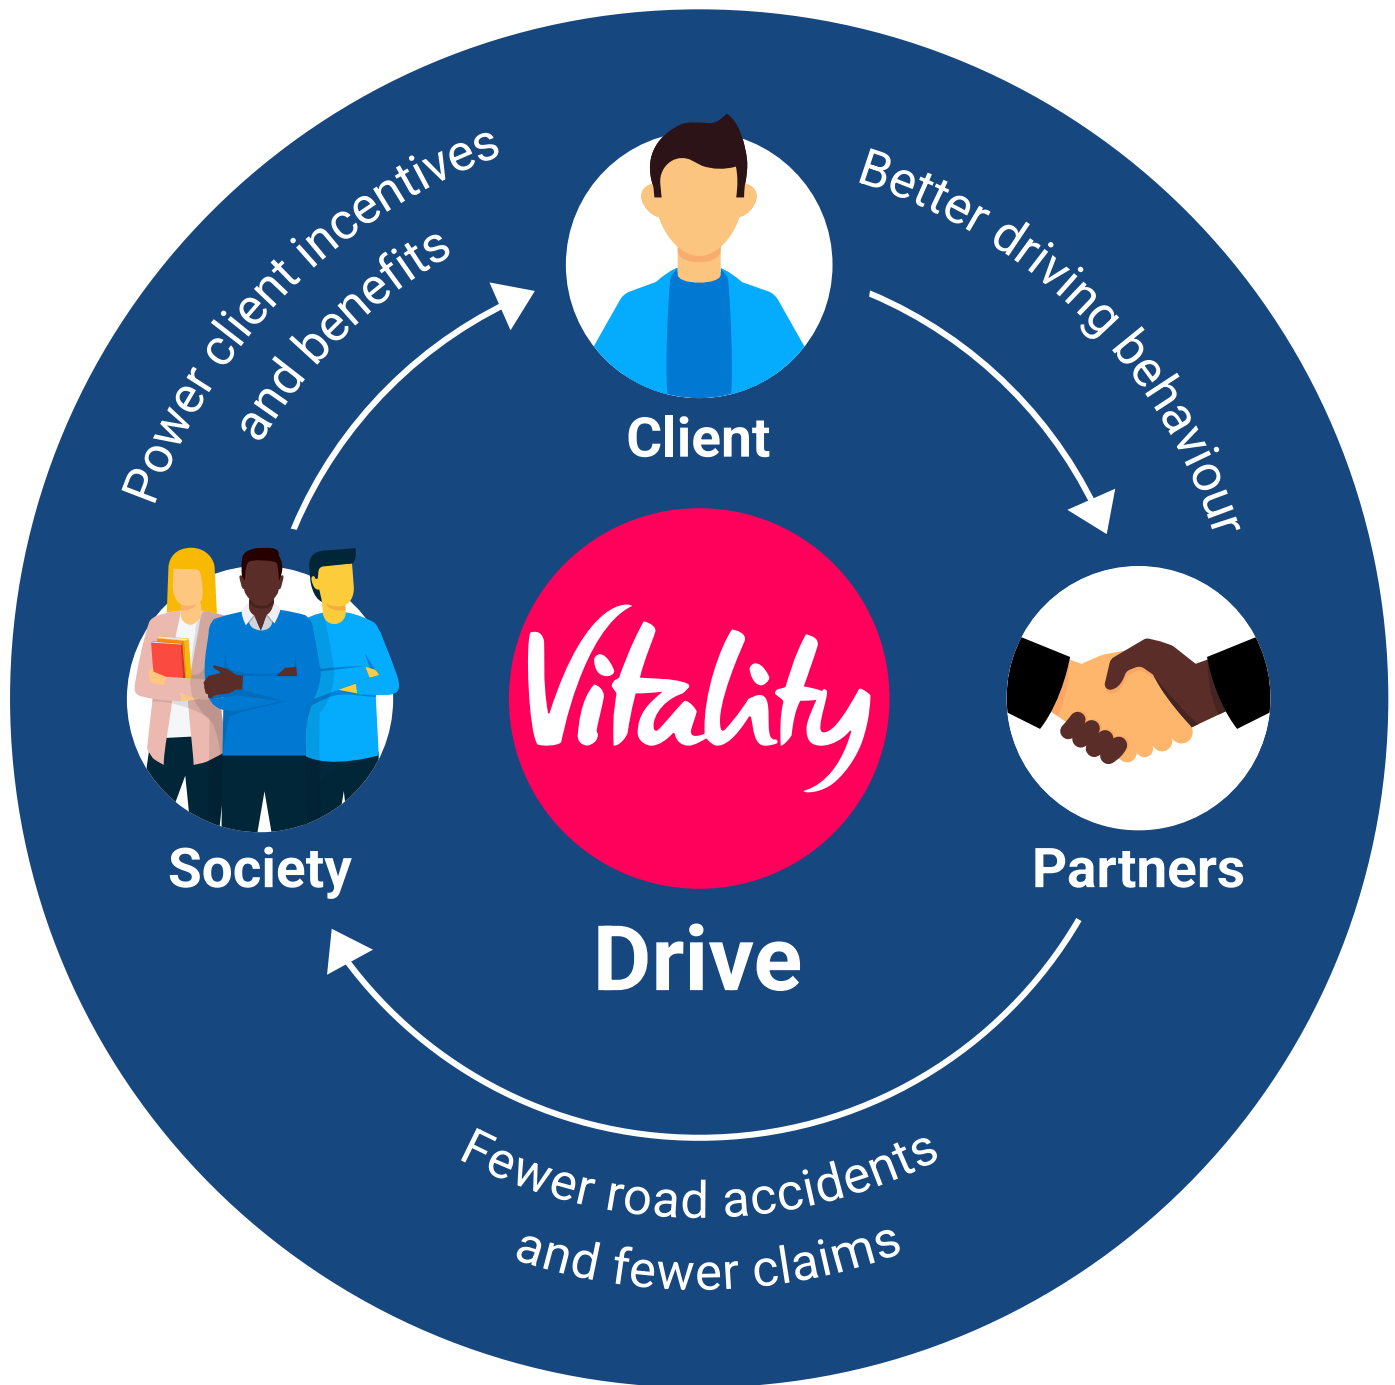 Power client incentives
and benefits
Better driving behaviour
Client
Vitality
Society
Partners
Drive
Fewer road accidents
and fewer claims